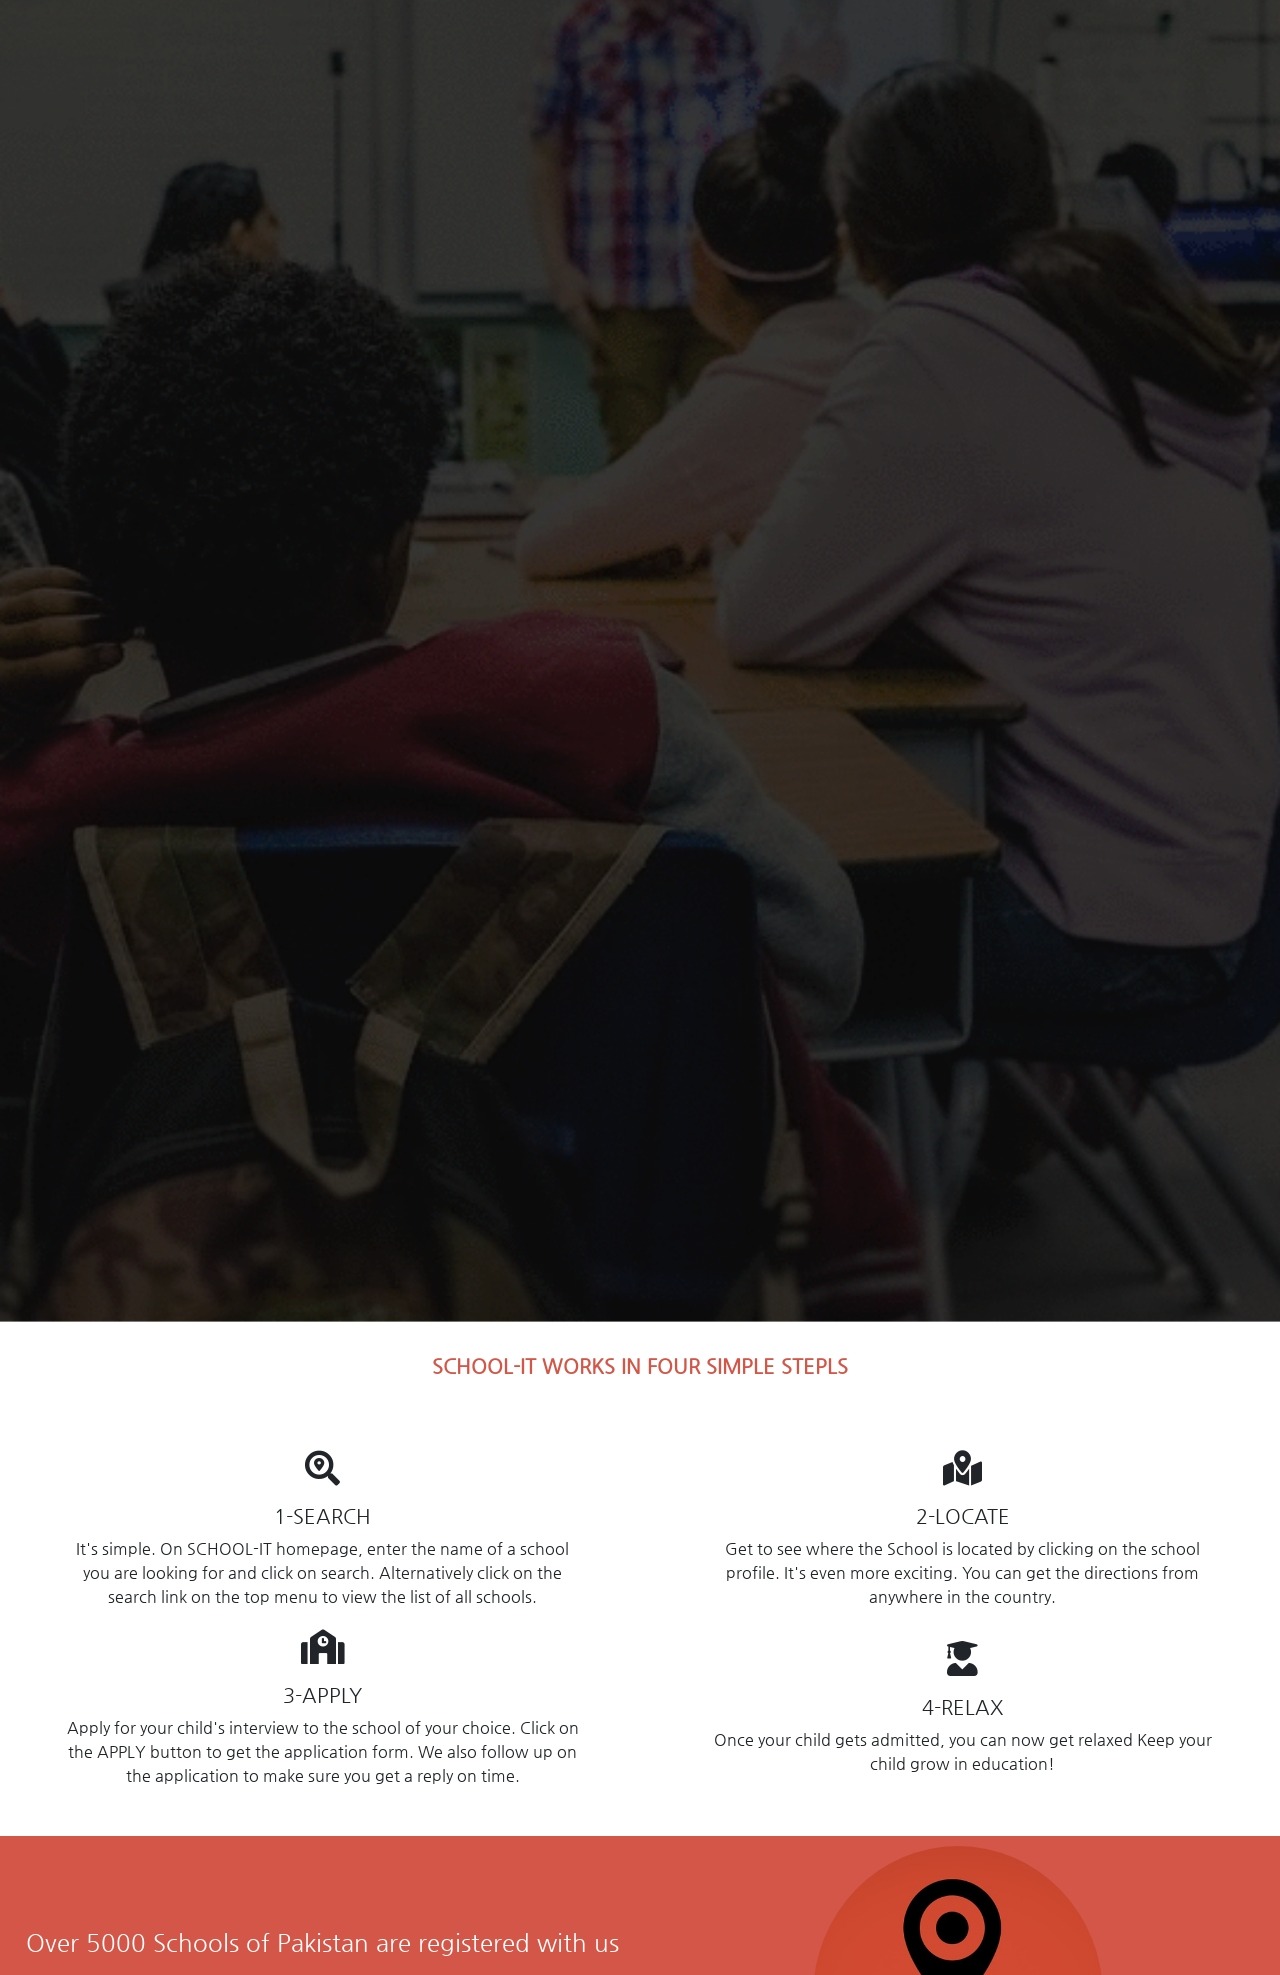 SCHOOL-IT WORKS IN FOUR SIMPLE STEPLS
1-SEARCH
It's simple. On SCHOOL-IT homepage, enter the name of a school
you are looking for and click on search. Alternatively click on the
search link on the top menu to view the list of all schools.
2-LOCATE
Get to see where the School is located by clicking on the school
profile. It's even more exciting. You can get the directions from
anywhere in the country.
3-APPLY
Apply for your child's interview to the school of your choice. Click on
the APPLY button to get the application form. We also follow up on
the application to make sure you get a reply on time.
4-RELAX
Once your child gets admitted, you can now get relaxed Keep your
child grow in education!
Over 5000 Schools of Pakistan are registered with us